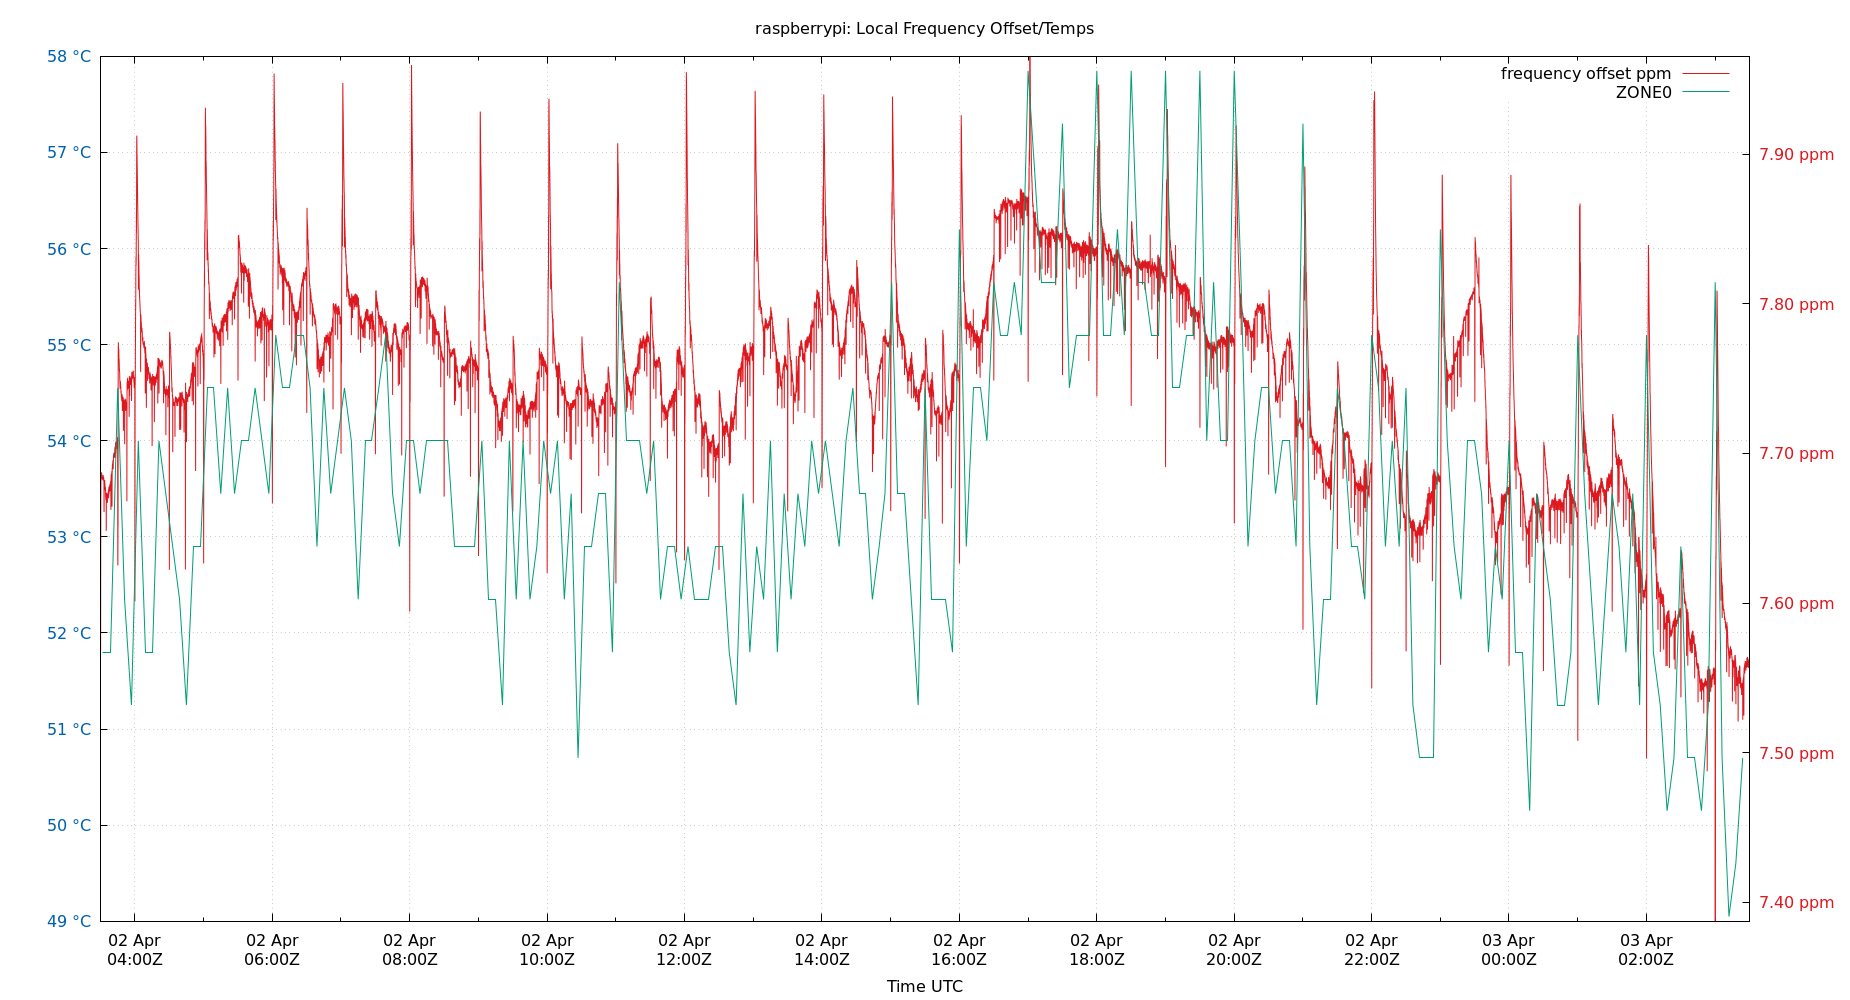 raspberrypi: Local Frequency Offset/Temps
frequency offset ppm
ZONE0
58 °C
57 °C
56 °C
55 °C
54 °C
53 °C
52 °C
51 °C
50 °C
49 °C
7.90 ppm
7.80 ppm
7.70 ppm
7.60 ppm
7.50 ppm
7.40 ppm
02 Apr 02 Apr 02 Apr 02 Apr 02 Apr 02 Apr 02 Apr 02 Apr 02 Apr 02 Apr 03 Apr 03 Apr
04:00Z 06:00Z 08:00Z 10:00Z 12:00Z 14:00Z 16:00Z 18:00Z 20:00Z 22:00Z 00:00Z 02:00Z
Time UTC